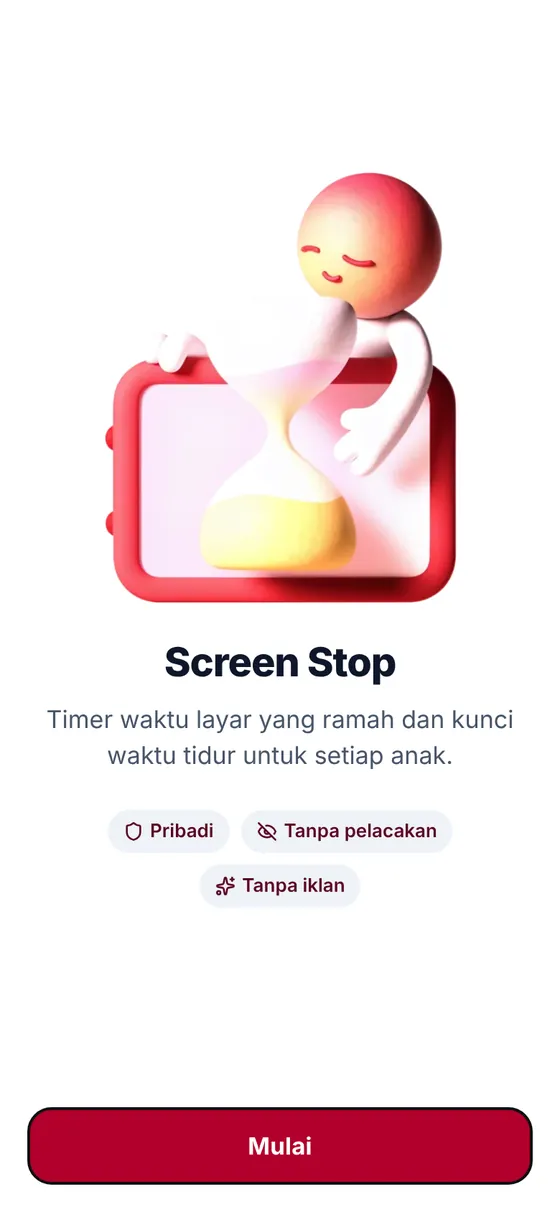 Screen Stop
Timer waktu layar yang ramah dan kunci
waktu tidur untuk setiap anak.
Pribadi
Tanpa pelacakan
Tanpa iklan
Mulai